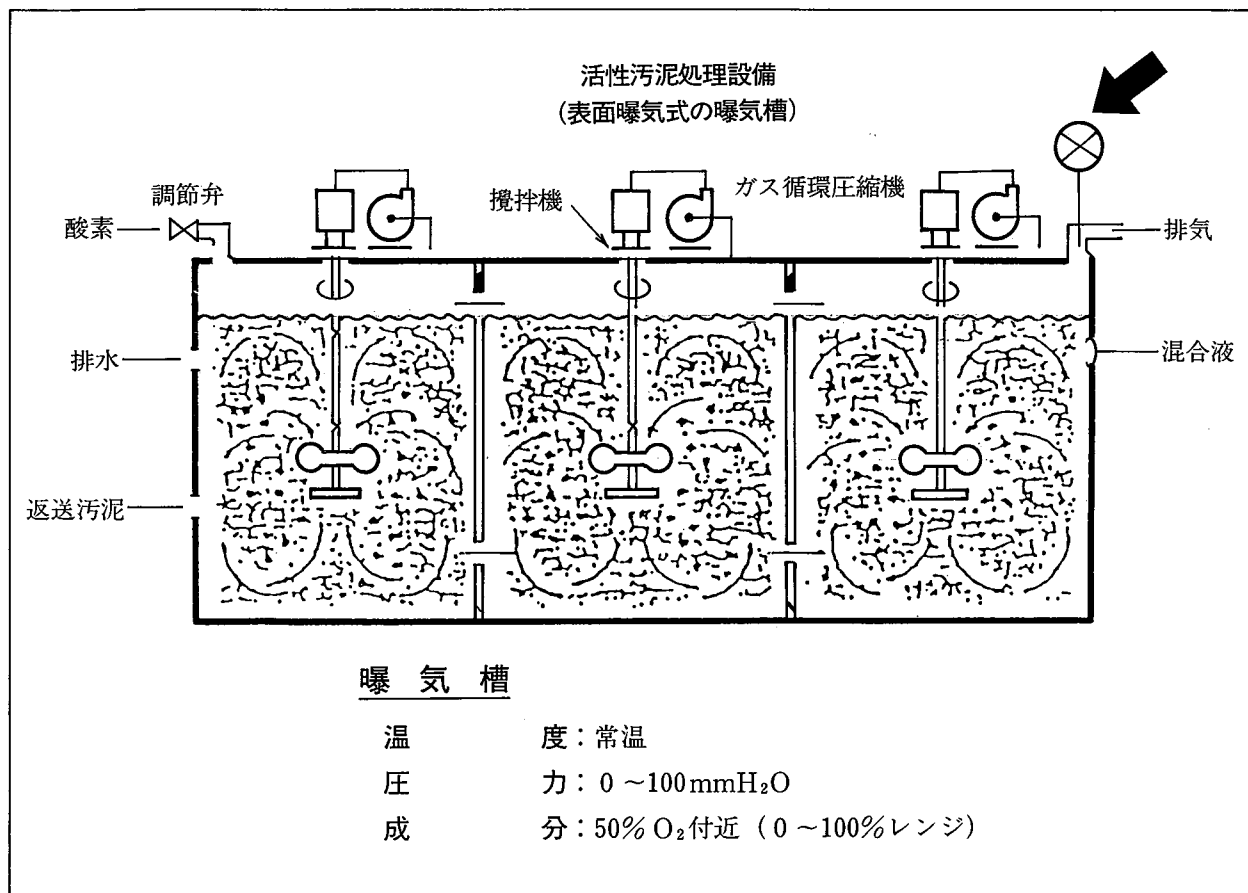 活性汚泥処理設備
(表面曝気式の曝気槽)
調節弁
酸素
攪拌機
ガス循環圧縮機
排気
排水
混合液
返送汚泥
曝気槽
温度：常温
圧力：0～100mmH₂O
成分：50% O₂付近（0～100%レンジ）